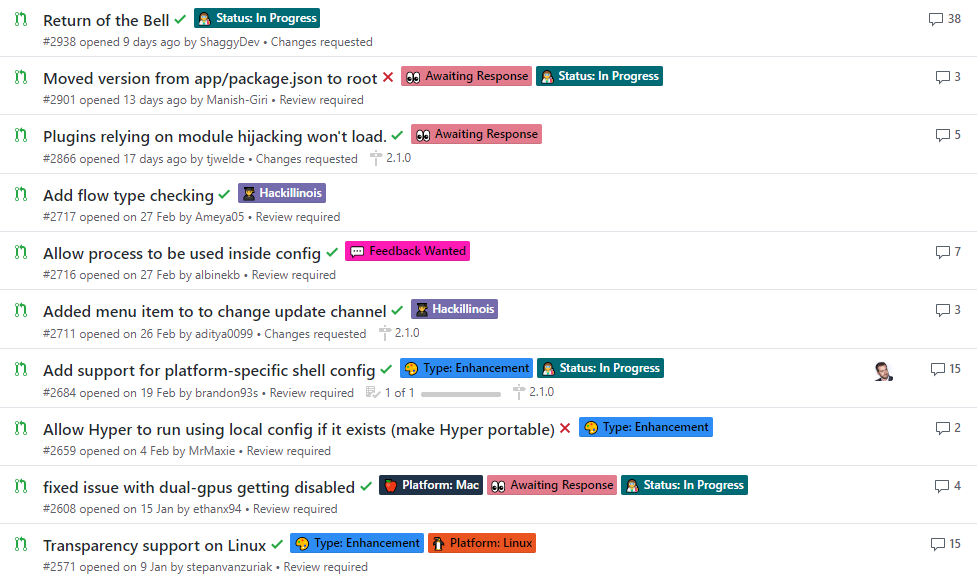 Return of the Bell Status: In Progress 38
#2938 opened 9 days ago by ShaggyDev • Changes requested
Moved version from app/package.json to root Awaiting Response Status: In Progress 3
#2901 opened 13 days ago by Manish-Giri • Review required
Plugins relying on module hijacking won't load. Awaiting Response 5
#2866 opened 17 days ago by tjwelde • Changes requested 2.1.0
Add flow type checking Hackillinois
#2717 opened on 27 Feb by Ameya05 • Review required
Allow process to be used inside config Feedback Wanted 7
#2716 opened on 27 Feb by albinekb • Review required
Added menu item to to change update channel Hackillinois 3
#2711 opened on 26 Feb by aditya0099 • Changes requested 2.1.0
Add support for platform-specific shell config Type: Enhancement Status: In Progress 15
#2684 opened on 19 Feb by brandon93s • Review required 1 of 1 2.1.0
Allow Hyper to run using local config if it exists (make Hyper portable) Type: Enhancement 2
#2659 opened on 4 Feb by MrMaxie • Review required
fixed issue with dual-gpus getting disabled Platform: Mac Awaiting Response Status: In Progress 4
#2608 opened on 15 Jan by ethanx94 • Review required
Transparency support on Linux Type: Enhancement Platform: Linux 15
#2571 opened on 9 Jan by stepanvanzuriak • Review required